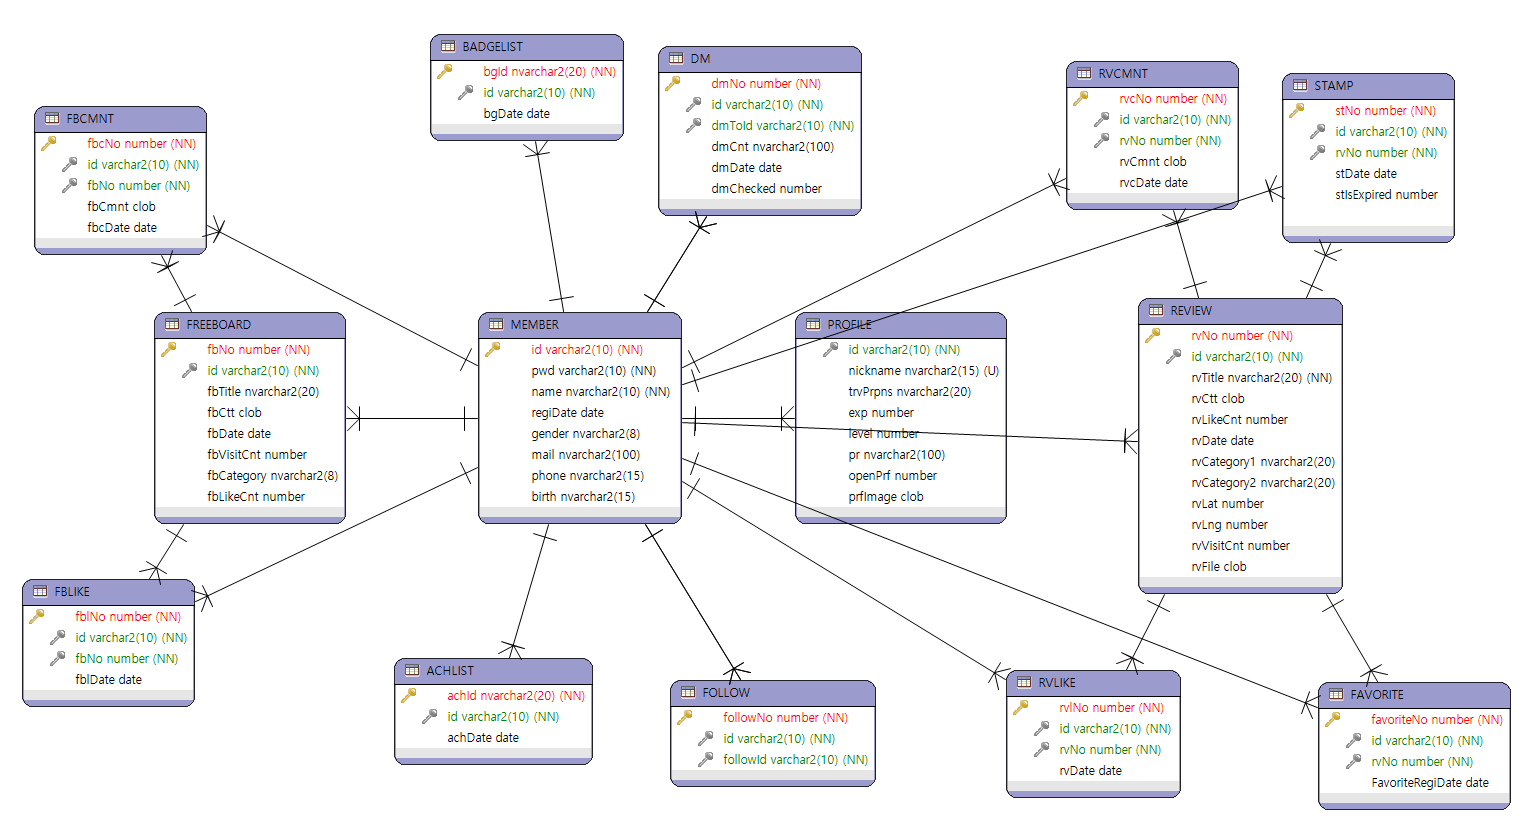 BADGELIST
bgId nvarchar2(20) (NN)
id varchar2(10) (NN)
bgDate date
DM
dmNo number (NN)
id varchar2(10) (NN)
dmToId varchar2(10) (NN)
dmCnt nvarchar2(100)
dmDate date
dmChecked number
RVCMNT
rvcNo number (NN)
id varchar2(10) (NN)
rvNo number (NN)
rvCmnt clob
rvcDate date
STAMP
stNo number (NN)
id varchar2(10) (NN)
rvNo number (NN)
stDate date
stIsExpired number
FBCMNT
fbcNo number (NN)
id varchar2(10) (NN)
fbNo number (NN)
fbCmnt clob
fbcDate date
FREEBOARD
fbNo number (NN)
id varchar2(10) (NN)
fbTitle nvarchar2(20)
fbCtt clob
fbDate date
fbVisitCnt number
fbCategory nvarchar2(8)
fbLikeCnt number
MEMBER
id varchar2(10) (NN)
pwd varchar2(10) (NN)
name nvarchar2(10) (NN)
regiDate date
gender nvarchar2(8)
mail nvarchar2(100)
phone nvarchar2(15)
birth nvarchar2(15)
PROFILE
id varchar2(10) (NN)
nickname nvarchar2(15) (U)
trvPrpns nvarchar2(20)
exp number
level number
pr nvarchar2(100)
openPrf number
prfImage clob
REVIEW
rvNo number (NN)
id varchar2(10) (NN)
rvTitle nvarchar2(20) (NN)
rvCtt clob
rvLikeCnt number
rvDate date
rvCategory1 nvarchar2(20)
rvCategory2 nvarchar2(20)
rvLat number
rvLng number
rvVisitCnt number
rvFile clob
FBLIKE
fblNo number (NN)
id varchar2(10) (NN)
fbNo number (NN)
fblDate date
ACHLIST
achId nvarchar2(20) (NN)
id varchar2(10) (NN)
achDate date
FOLLOW
followNo number (NN)
id varchar2(10) (NN)
followId varchar2(10) (NN)
RVLIKE
rvlNo number (NN)
id varchar2(10) (NN)
rvNo number (NN)
rvDate date
FAVORITE
favoriteNo number (NN)
id varchar2(10) (NN)
rvNo number (NN)
FavoriteRegiDate date